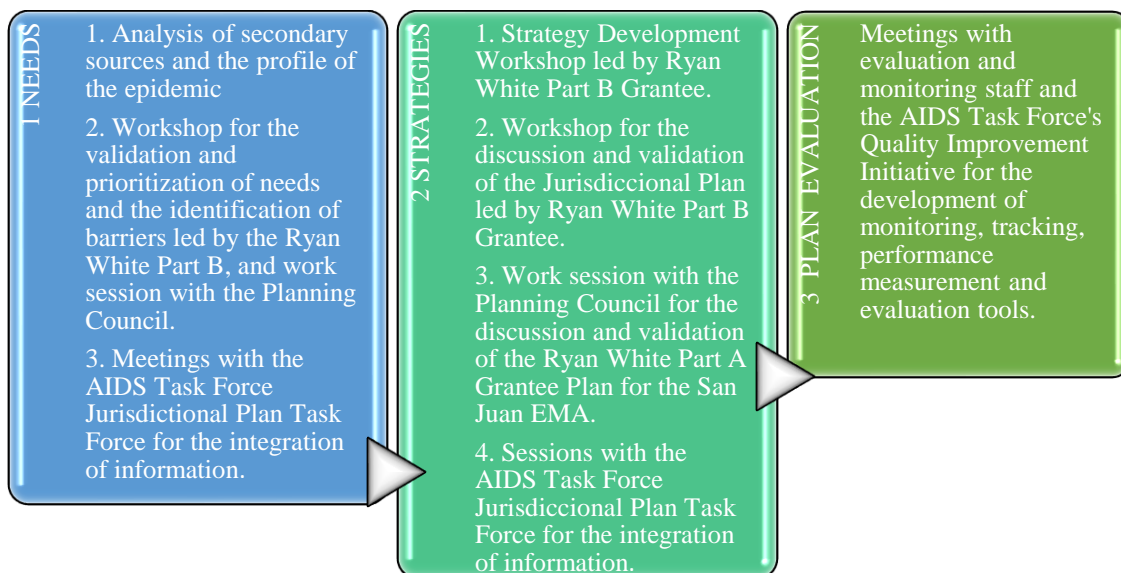 1 NEEDS
1. Analysis of secondary
sources and the profile of
the epidemic
2. Workshop for the
validation and
prioritization of needs
and the identification of
barriers led by the Ryan
White Part B, and work
session with the Planning
Council.
3. Meetings with the
AIDS Task Force
Jurisdictional Plan Task
Force for the integration
of information.
2 STRATEGIES
1. Strategy Development
Workshop led by Ryan
White Part B Grantee.
2. Workshop for the
discussion and validation
of the Jurisdiccional Plan
led by Ryan White Part B
Grantee.
3. Work session with the
Planning Council for the
discussion and validation
of the Ryan White Part A
Grantee Plan for the San
Juan EMA.
4. Sessions with the
AIDS Task Force
Jurisdiccional Plan Task
Force for the integration
of information.
3 PLAN EVALUATION
Meetings with
evaluation and
monitoring staff and
the AIDS Task Force's
Quality Improvement
Initiative for the
development of
monitoring, tracking,
performance
measurement and
evaluation tools.